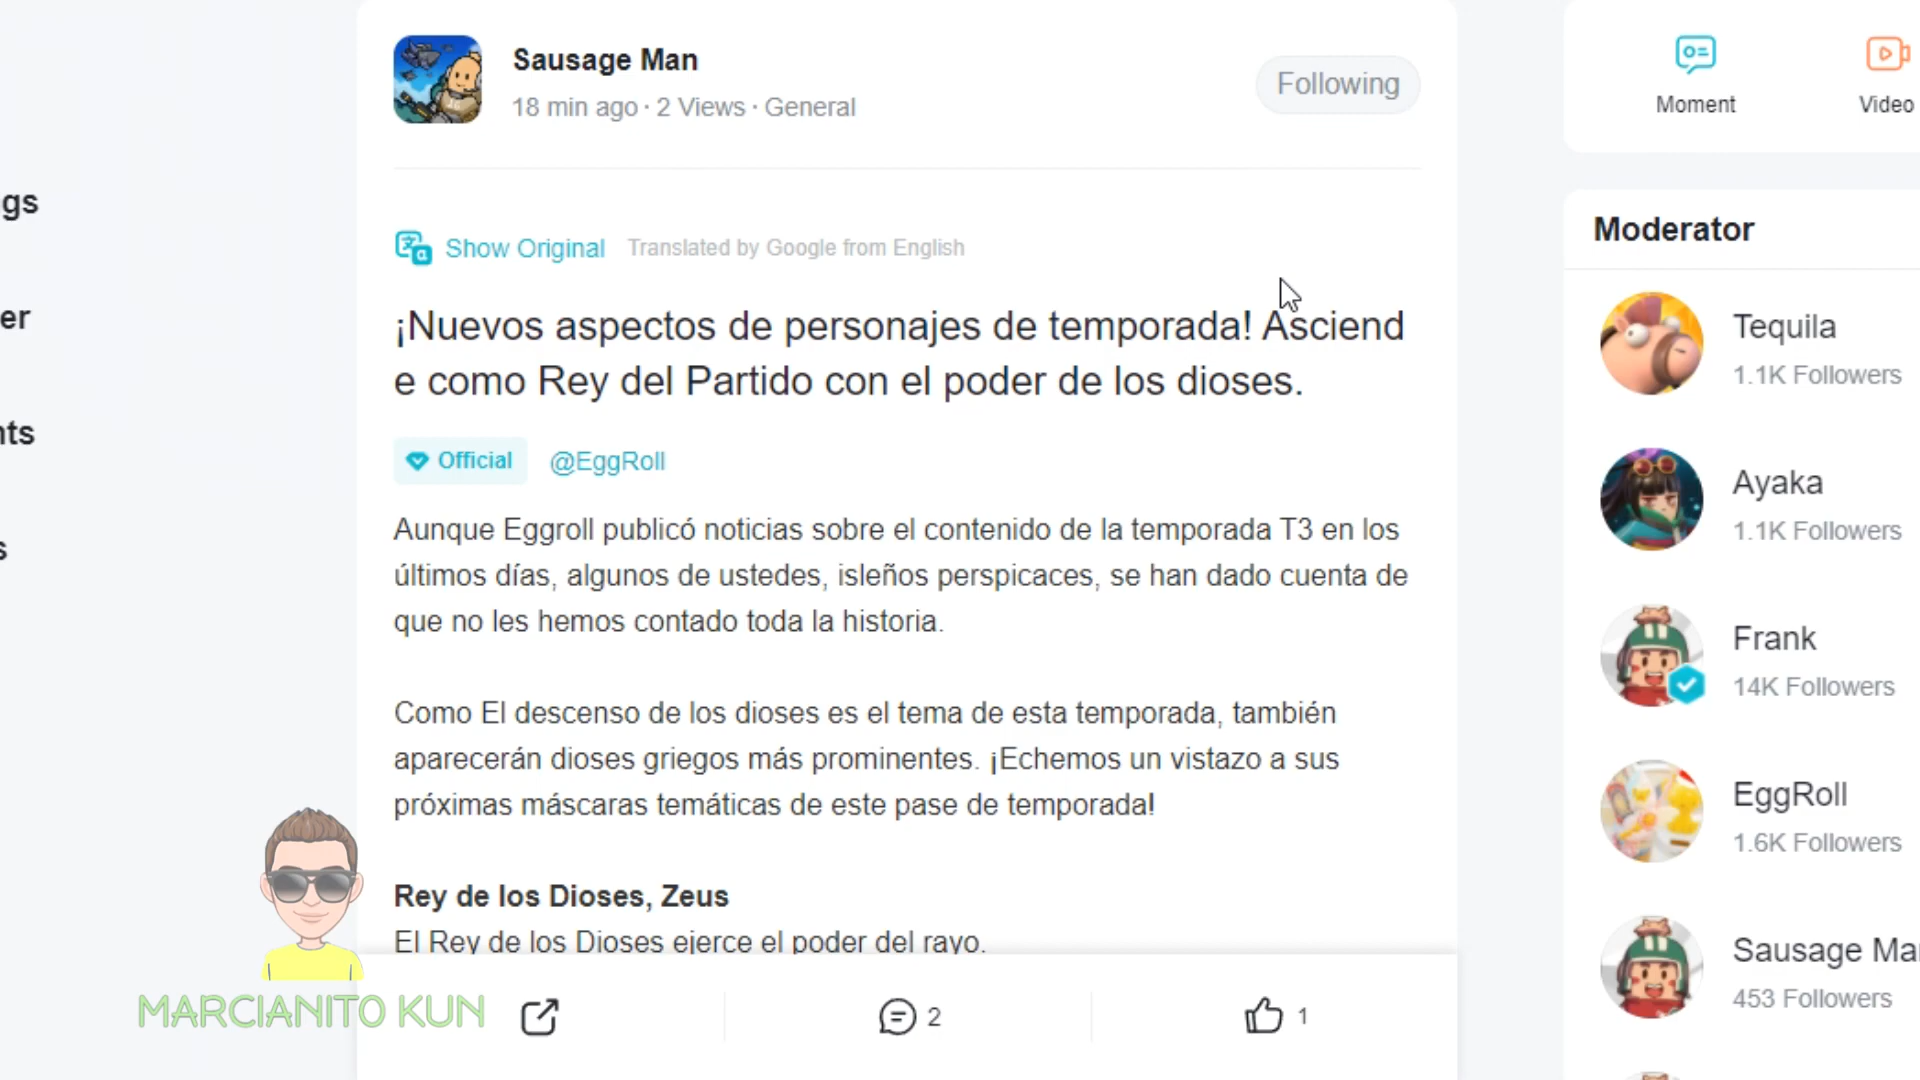 Sausage Man
18 min ago · 2 Views · General
Following
Show Original Translated by Google from English
¡Nuevos aspectos de personajes de temporada! Asciend
e como Rey del Partido con el poder de los dioses.
Official @EggRoll
Aunque Eggroll publicó noticias sobre el contenido de la temporada T3 en los
últimos días, algunos de ustedes, isleños perspicaces, se han dado cuenta de
que no les hemos contado toda la historia.
Como El descenso de los dioses es el tema de esta temporada, también
aparecerán dioses griegos más prominentes. ¡Echemos un vistazo a sus
próximas máscaras temáticas de este pase de temporada!
Rey de los Dioses, Zeus
El Rey de los Dioses ejerce el poder del rayo.
2
1
MARCIANITO KUN
gs
er
nts
s
Moment
Video
Moderator
Tequila
1.1K Followers
Ayaka
1.1K Followers
Frank
14K Followers
EggRoll
1.6K Followers
Sausage Ma
453 Followers